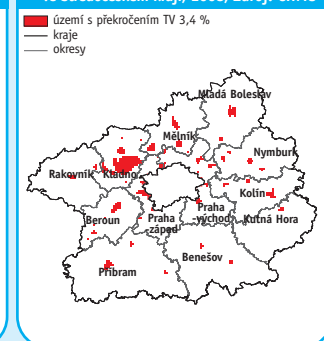 území s překročením TV 3,4 %
kraje
okresy
Mladá Boleslav
Mělník
Nymburk
Rakovník
Kladno
Kolín
Beroun
Praha
-západ
Praha
-východ
Kutná Hora
Benešov
Příbram